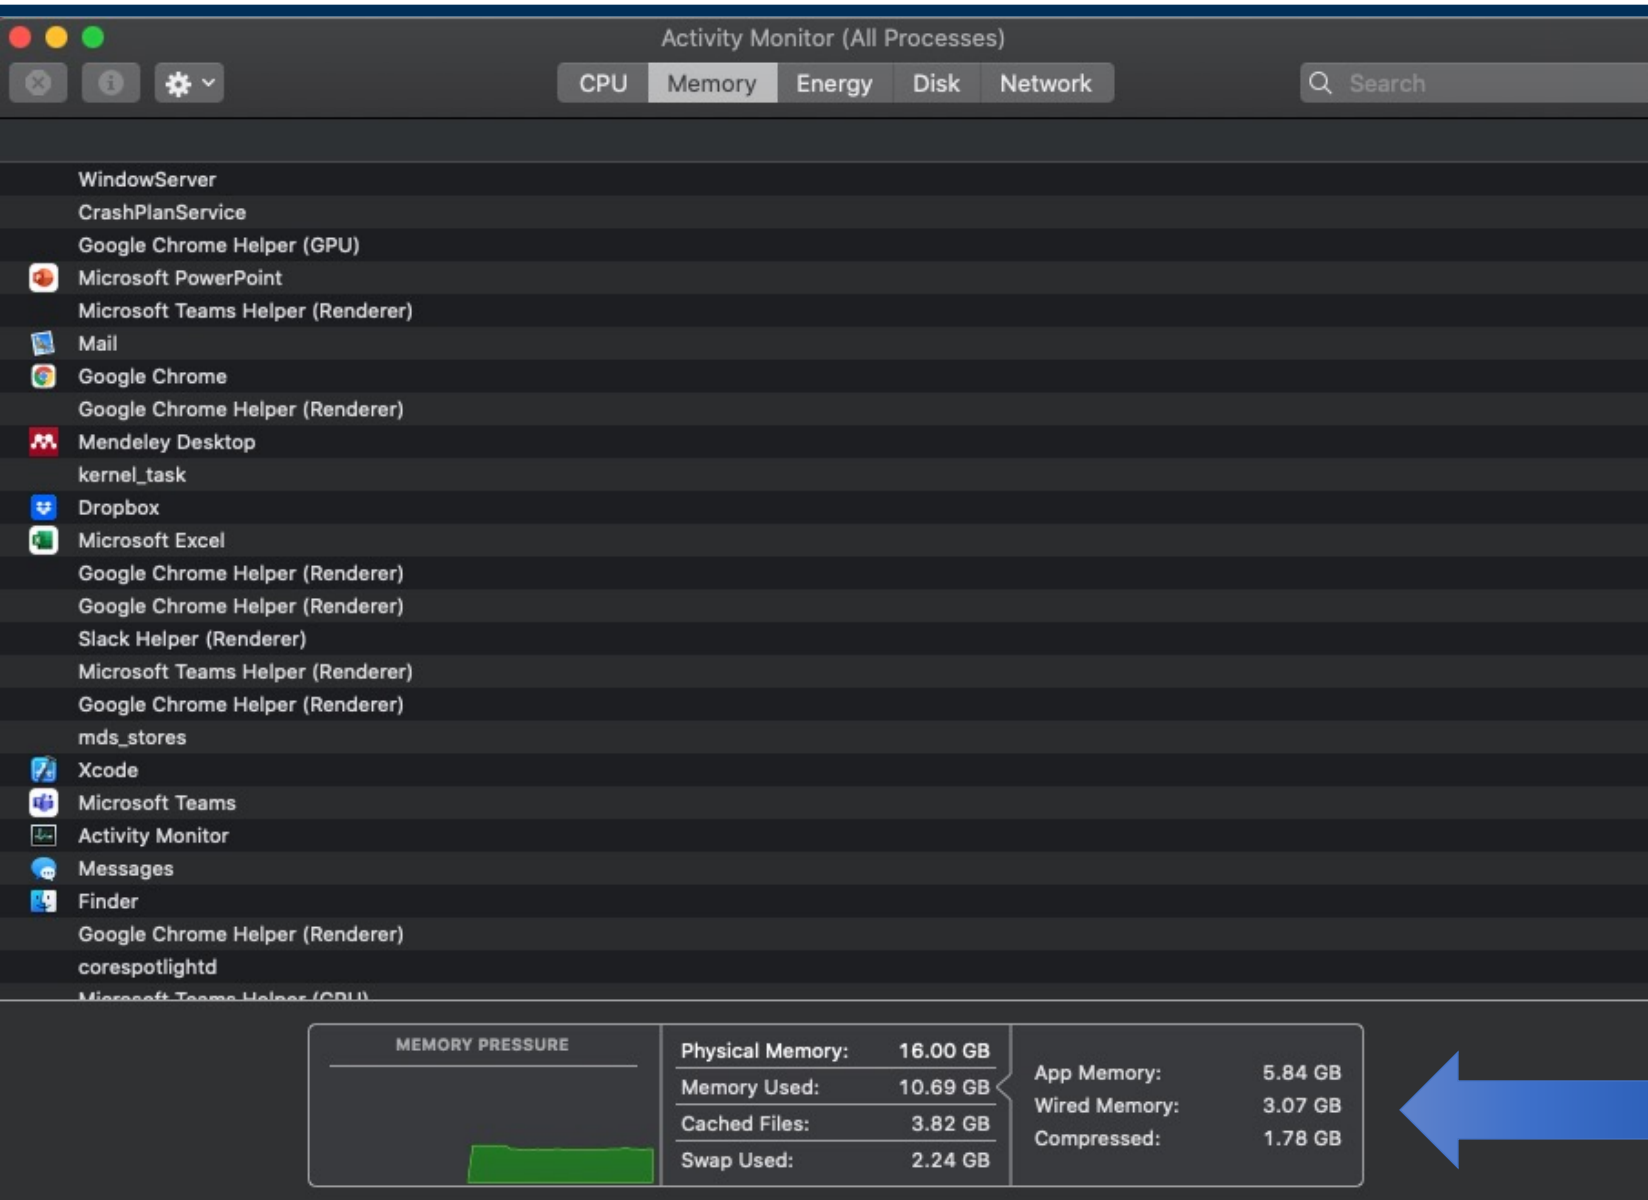 Activity Monitor (All Processes)
CPU Memory Energy Disk Network Search
WindowServer
CrashPlanService
Google Chrome Helper (GPU)
Microsoft PowerPoint
Microsoft Teams Helper (Renderer)
Mail
Google Chrome
Google Chrome Helper (Renderer)
Mendeley Desktop
kernel_task
Dropbox
Microsoft Excel
Google Chrome Helper (Renderer)
Google Chrome Helper (Renderer)
Slack Helper (Renderer)
Microsoft Teams Helper (Renderer)
Google Chrome Helper (Renderer)
mds_stores
Xcode
Microsoft Teams
Activity Monitor
Messages
Finder
Google Chrome Helper (Renderer)
corespotlightd
Microsoft Teams Helper (GPU)
MEMORY PRESSURE
Physical Memory: 16.00 GB
Memory Used: 10.69 GB
Cached Files: 3.82 GB
Swap Used: 2.24 GB
App Memory: 5.84 GB
Wired Memory: 3.07 GB
Compressed: 1.78 GB